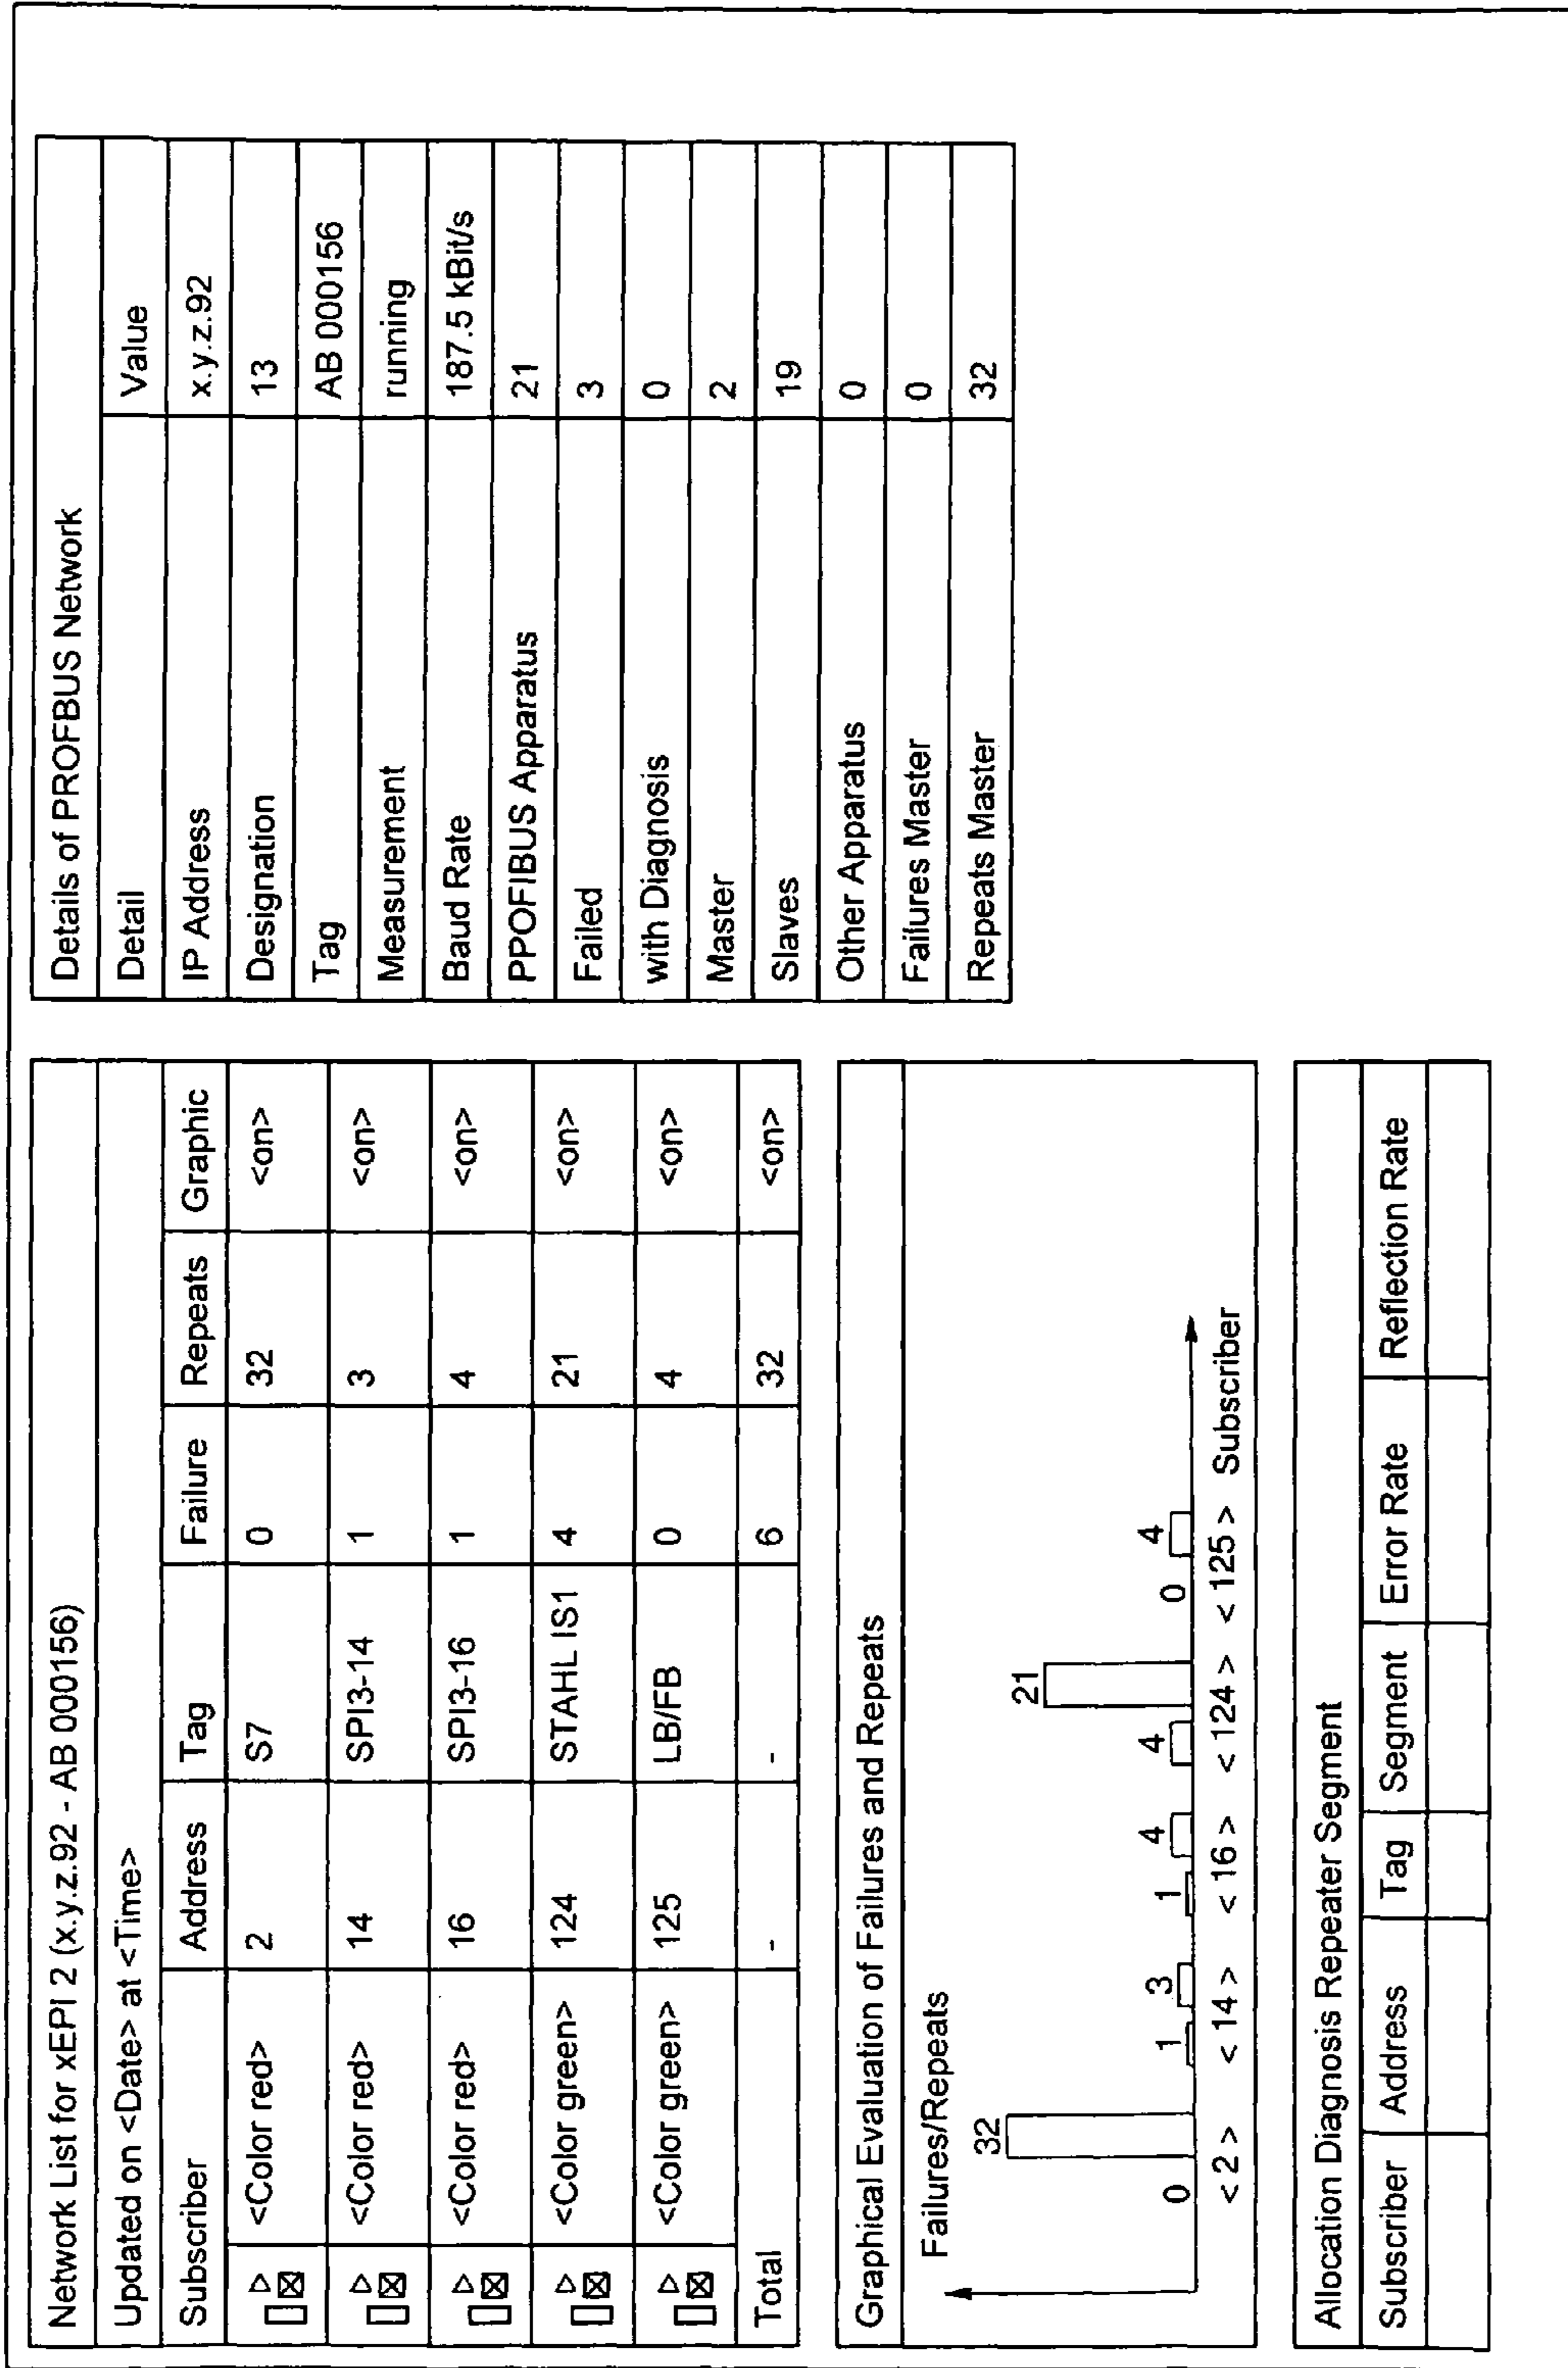 Network List for xEPI 2 (x.y.z.92 - AB 000156)
Updated on <Date> at <Time>
Subscriber Address Tag Failure Repeats Graphic
<Color red> 2 S7 0 32 <on>
<Color red> 14 SPI3-14 1 3 <on>
<Color red> 16 SPI3-16 1 4 <on>
<Color green> 124 STAHL IS1 4 21 <on>
<Color green> 125 LB/FB 0 4 <on>
Total - - 6 32 <on>
Graphical Evaluation of Failures and Repeats
Failures/Repeats
0 32 1 3 1 4 4 21 0 4
< 2 > < 14 > < 16 > < 124 > < 125 > Subscriber
Allocation Diagnosis Repeater Segment
Subscriber Address Tag Segment Error Rate Reflection Rate
Details of PROFBUS Network
Detail Value
IP Address x.y.z.92
Designation 13
Tag AB 000156
Measurement running
Baud Rate 187.5 kBit/s
PPOFIBUS Apparatus 21
Failed 3
with Diagnosis 0
Master 2
Slaves 19
Other Apparatus 0
Failures Master 0
Repeats Master 32